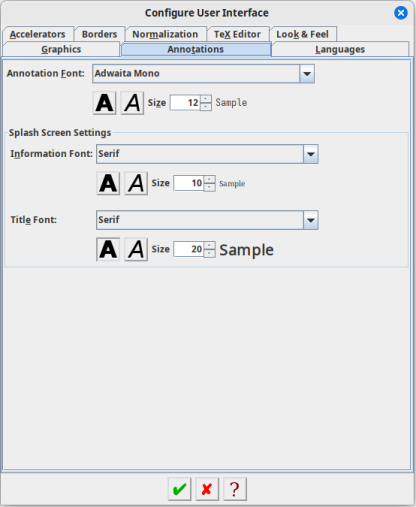 Configure User Interface
Accelerators Borders Normalization TeX Editor Look & Feel
Graphics Annotations Languages
Annotation Font: Adwaita Mono
A A Size 12 Sample
Splash Screen Settings
Information Font: Serif
A A Size 10 Sample
Title Font: Serif
A A Size 20 Sample
?